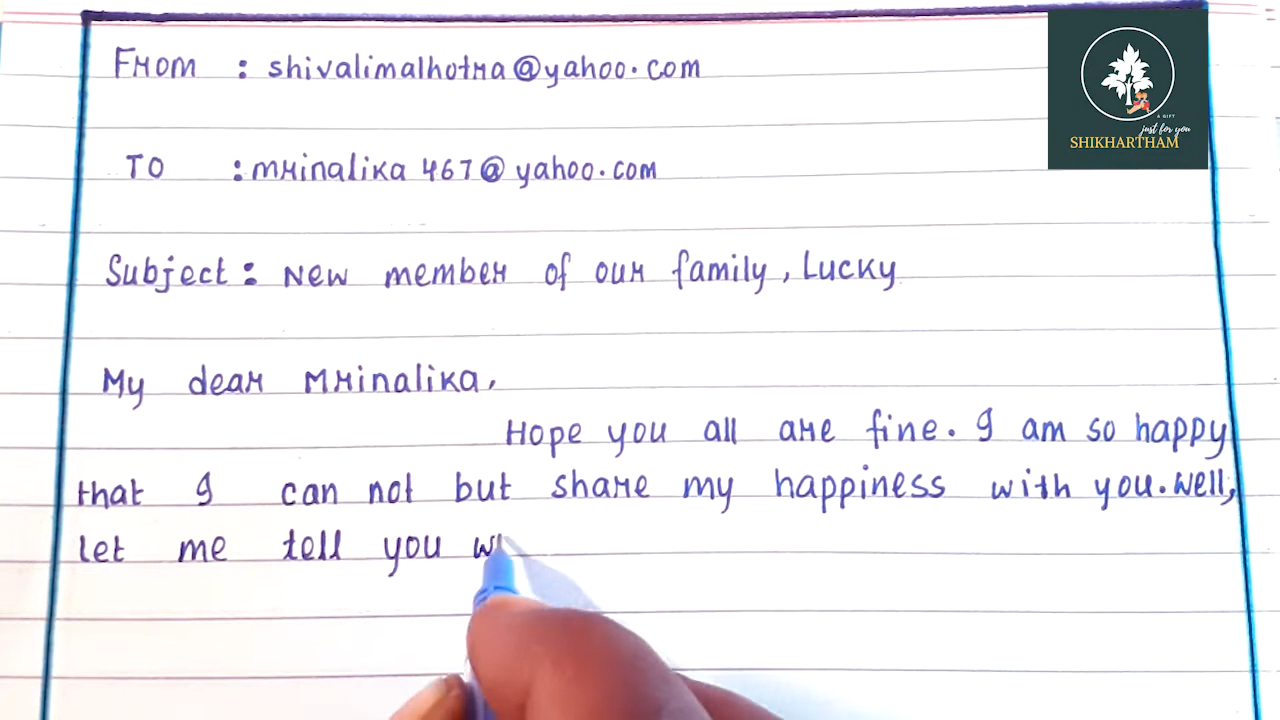 From : shivalimalhotra@yahoo.com
A GIFT
just for you
SHIKHARTHAM
To : mrinalika467@yahoo.com
Subject : New member of our family, Lucky
My dear Mrinalika,
Hope you all are fine. I am so happy
that I can not but share my happiness with you. Well,
let me tell you w